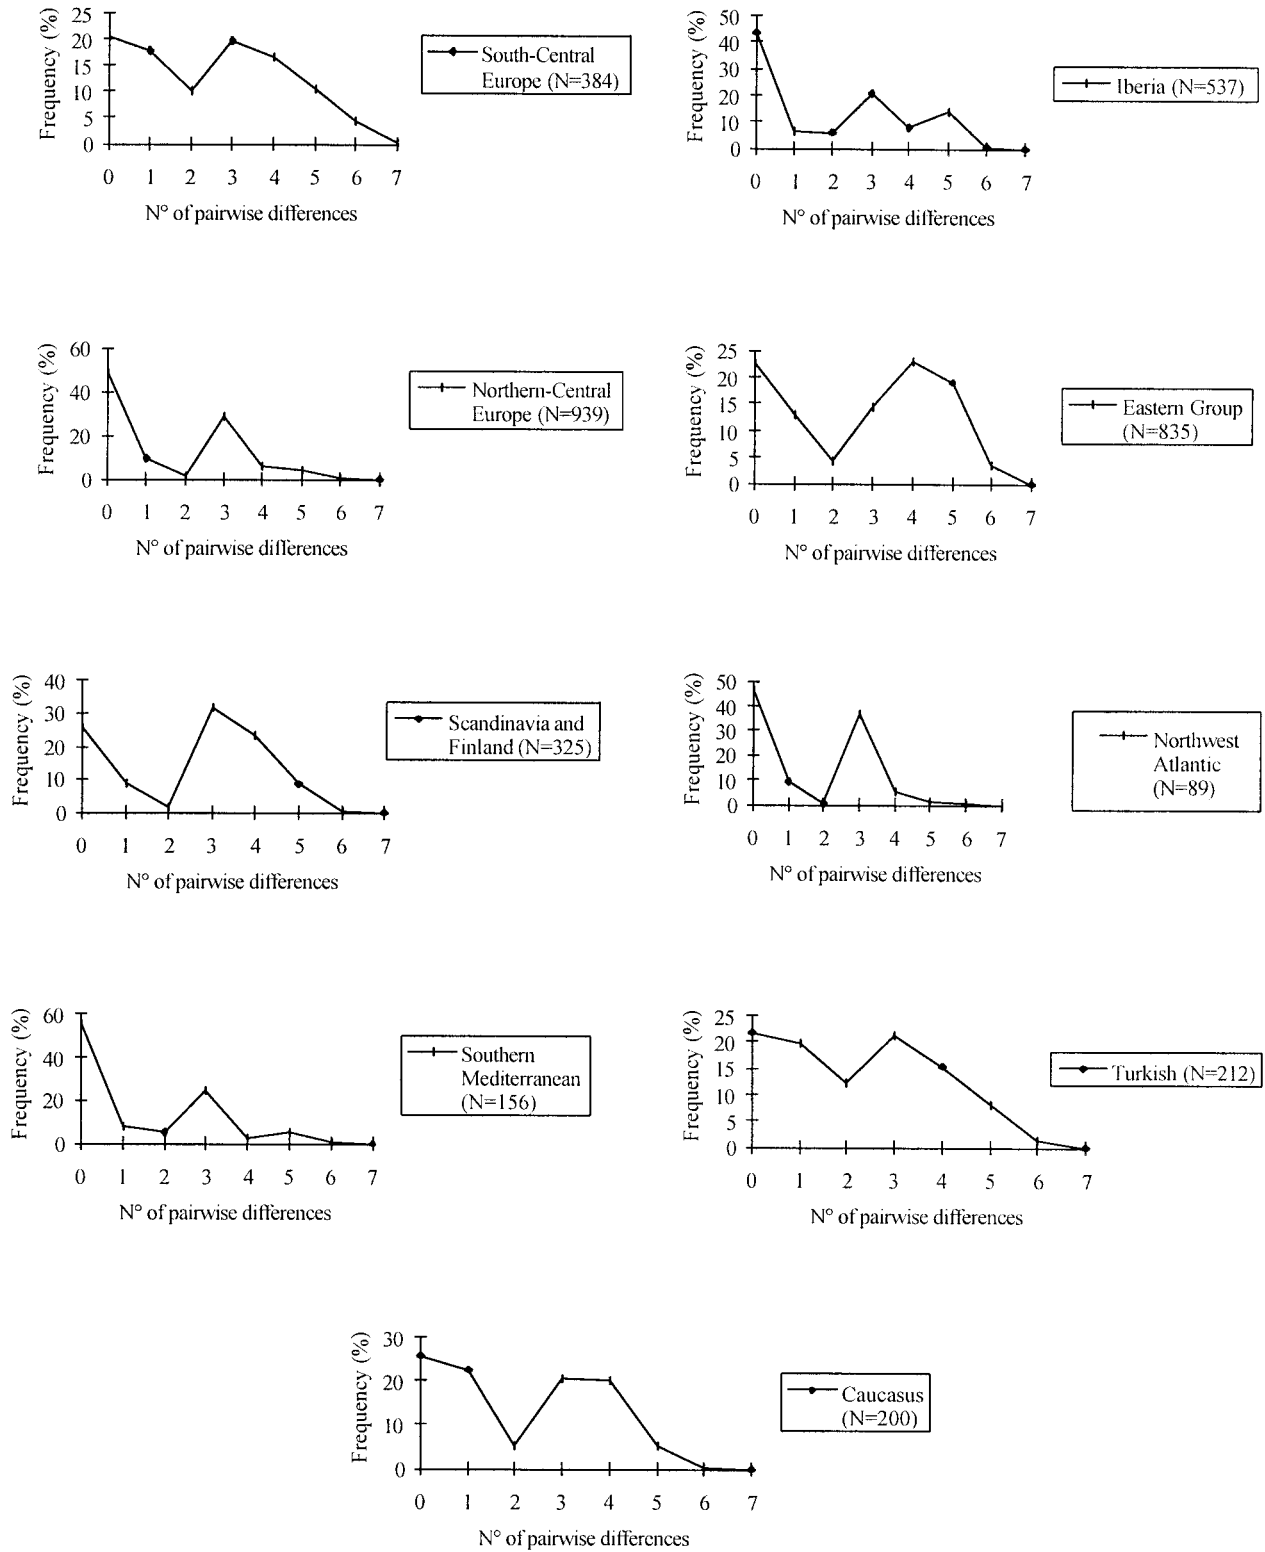 Frequency (%)
25
20
15
10
5
0
0 1 2 3 4 5 6 7
N° of pairwise differences
South-Central
Europe (N=384)
Frequency (%)
50
40
30
20
10
0
0 1 2 3 4 5 6 7
N° of pairwise differences
Iberia (N=537)
Frequency (%)
60
40
20
0
0 1 2 3 4 5 6 7
N° of pairwise differences
Northern-Central
Europe (N=939)
Frequency (%)
25
20
15
10
5
0
0 1 2 3 4 5 6 7
N° of pairwise differences
Eastern Group
(N=835)
Frequency (%)
40
30
20
10
0
0 1 2 3 4 5 6 7
N° of pairwise differences
Scandinavia and
Finland (N=325)
Frequency (%)
50
40
30
20
10
0
0 1 2 3 4 5 6 7
N° of pairwise differences
Northwest
Atlantic
(N=89)
Frequency (%)
60
40
20
0
0 1 2 3 4 5 6 7
N° of pairwise differences
Southern
Mediterranean
(N=156)
Frequency (%)
25
20
15
10
5
0
0 1 2 3 4 5 6 7
N° of pairwise differences
Turkish (N=212)
Frequency (%)
30
20
10
0
0 1 2 3 4 5 6 7
N° of pairwise differences
Caucasus
(N=200)